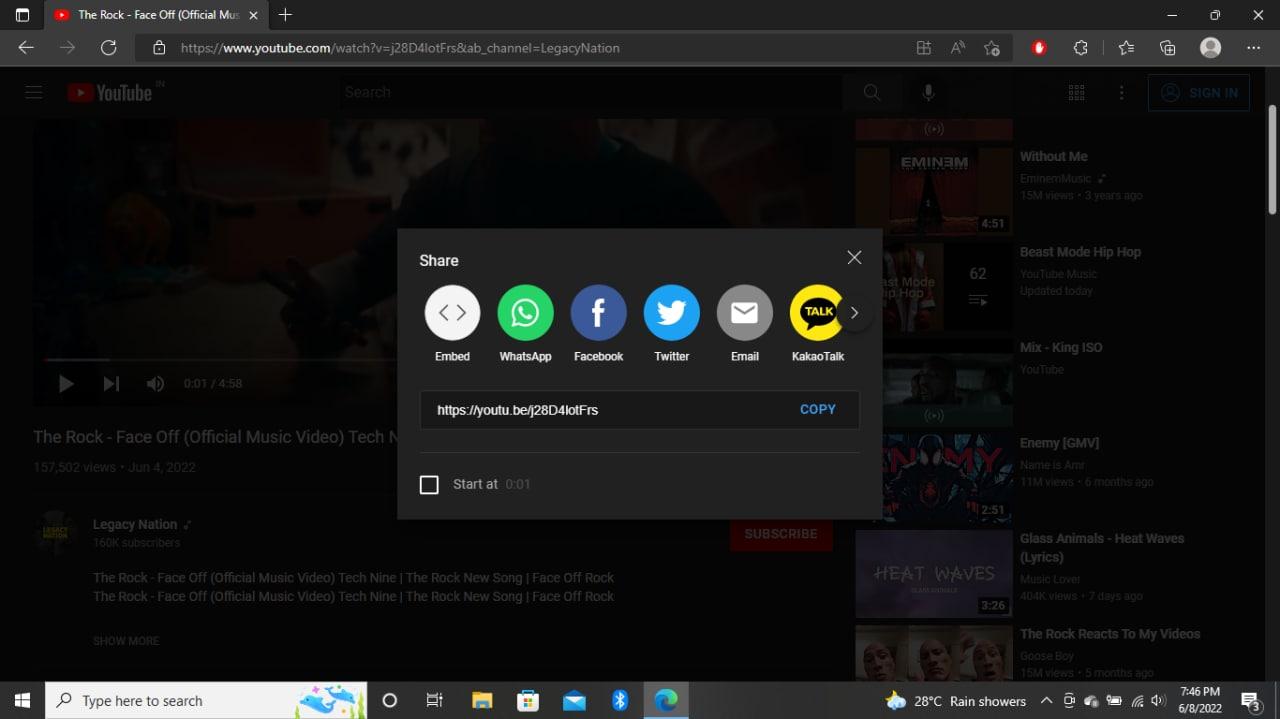 The Rock - Face Off (Official Mus
https://www.youtube.com/watch?v=j28D4lotFrs&ab_channel=LegacyNation
YouTube IN
Search
SIGN IN
EMINEM
4:51
Without Me
EminemMusic
15M views • 3 years ago
62
Beast Mode Hip Hop
YouTube Music
Updated today
Mix - King ISO
YouTube
Share
TALK
Embed
WhatsApp
Facebook
Twitter
Email
KakaoTalk
https://youtu.be/j28D4lotFrs
COPY
Start at 0:01
0:01 / 4:58
The Rock - Face Off (Official Music Video) Tech N
157,502 views • Jun 4, 2022
LEGACY
NATION
Legacy Nation
160K subscribers
SUBSCRIBE
The Rock - Face Off (Official Music Video) Tech Nine | The Rock New Song | Face Off Rock
The Rock - Face Off (Official Music Video) Tech Nine | The Rock New Song | Face Off Rock
SHOW MORE
2:51
Enemy [GMV]
Name is Amr
11M views • 6 months ago
HEAT WAVES
GLASS ANIMALS
3:26
Glass Animals - Heat Waves
(Lyrics)
Music Lover
404K views • 7 days ago
The Rock Reacts To My Videos
Goose Boy
15M views • 5 months ago
Type here to search
28°C Rain showers
7:46 PM
6/8/2022
3